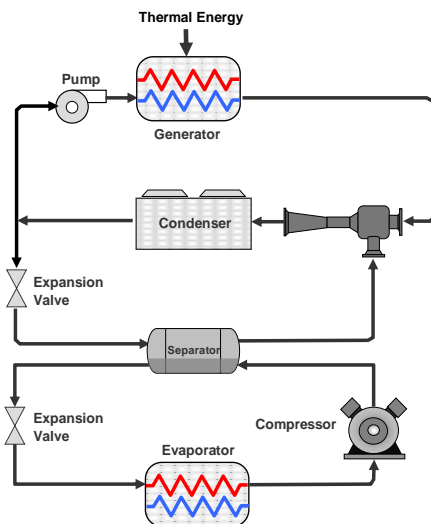 Thermal Energy
Pump
Generator
Condenser
Expansion
Valve
Separator
Expansion
Valve
Compressor
Evaporator